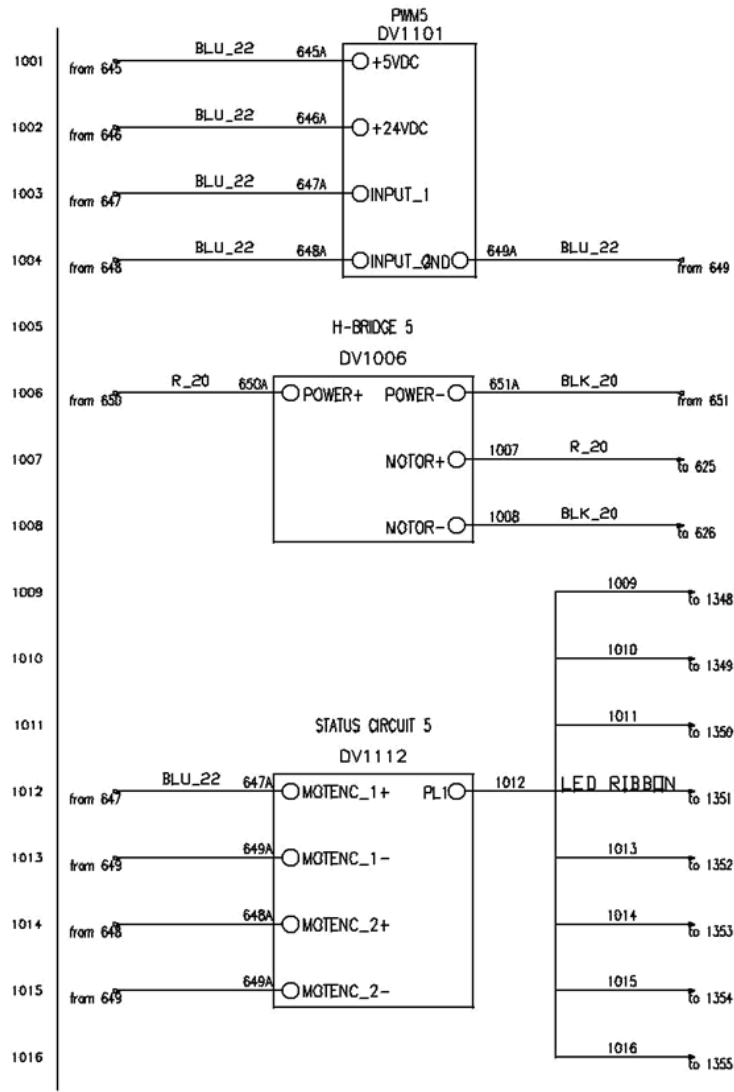 PWM5
DV1101
1001 from 645 BLU_22 645A +5VDC
1002 from 646 BLU_22 646A +24VDC
1003 from 647 BLU_22 647A INPUT_1
1004 from 648 BLU_22 648A INPUT_ GND 649A BLU_22 from 649
1005
H-BRIDGE 5
DV1006
1006 from 650 R_20 650A POWER+ POWER- 651A BLK_20 from 651
1007 MOTOR+ 1007 R_20 to 625
1008 MOTOR- 1008 BLK_20 to 626
1009 1009 to 1348
1010 1010 to 1349
1011 1011 to 1350
STATUS CIRCUIT 5
DV1112
1012 from 647 BLU_22 647A MOTENC_1+ PL1 1012 LED RIBBON to 1351
1013 from 649 649A MOTENC_1- 1013 to 1352
1014 from 648 648A MOTENC_2+ 1014 to 1353
1015 from 649 649A MOTENC_2- 1015 to 1354
1016 1016 to 1355